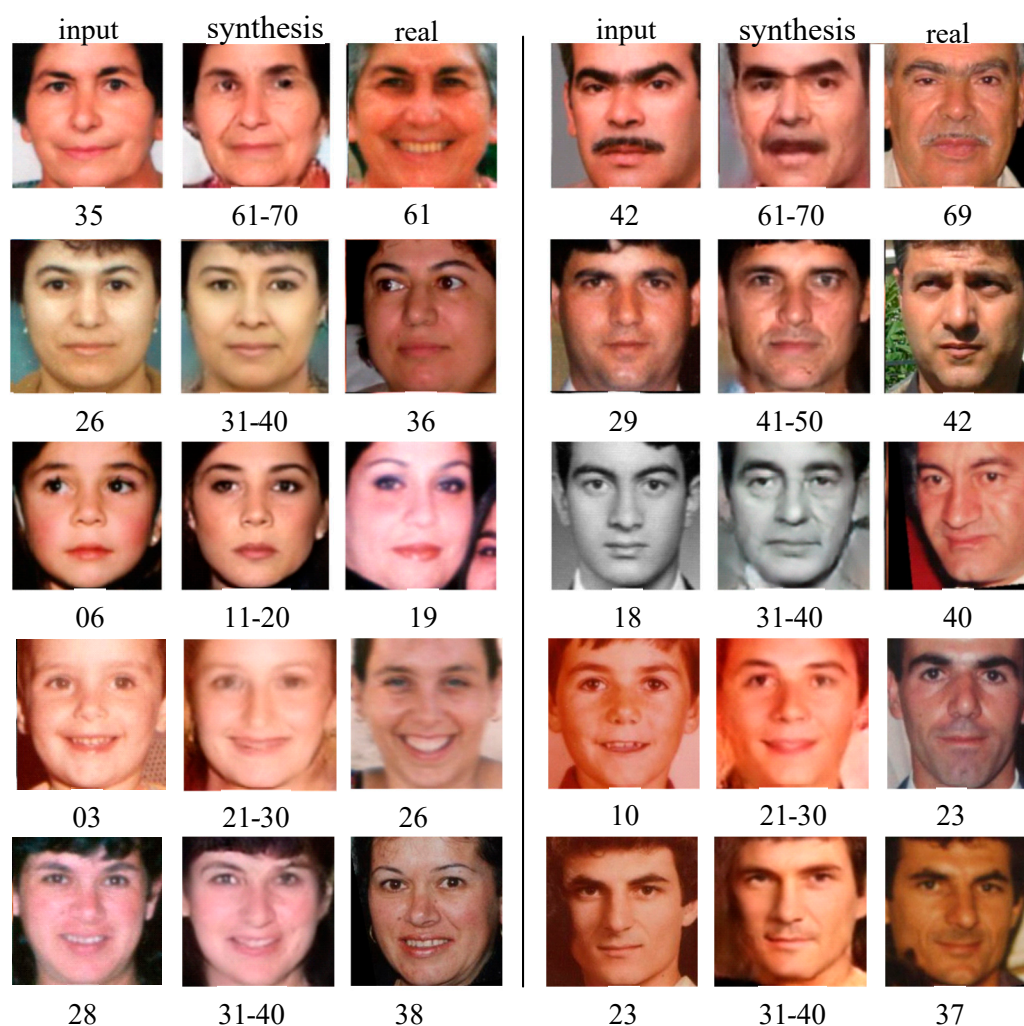 input synthesis real input synthesis real
35 61-70 61 42 61-70 69
26 31-40 36 29 41-50 42
06 11-20 19 18 31-40 40
03 21-30 26 10 21-30 23
28 31-40 38 23 31-40 37